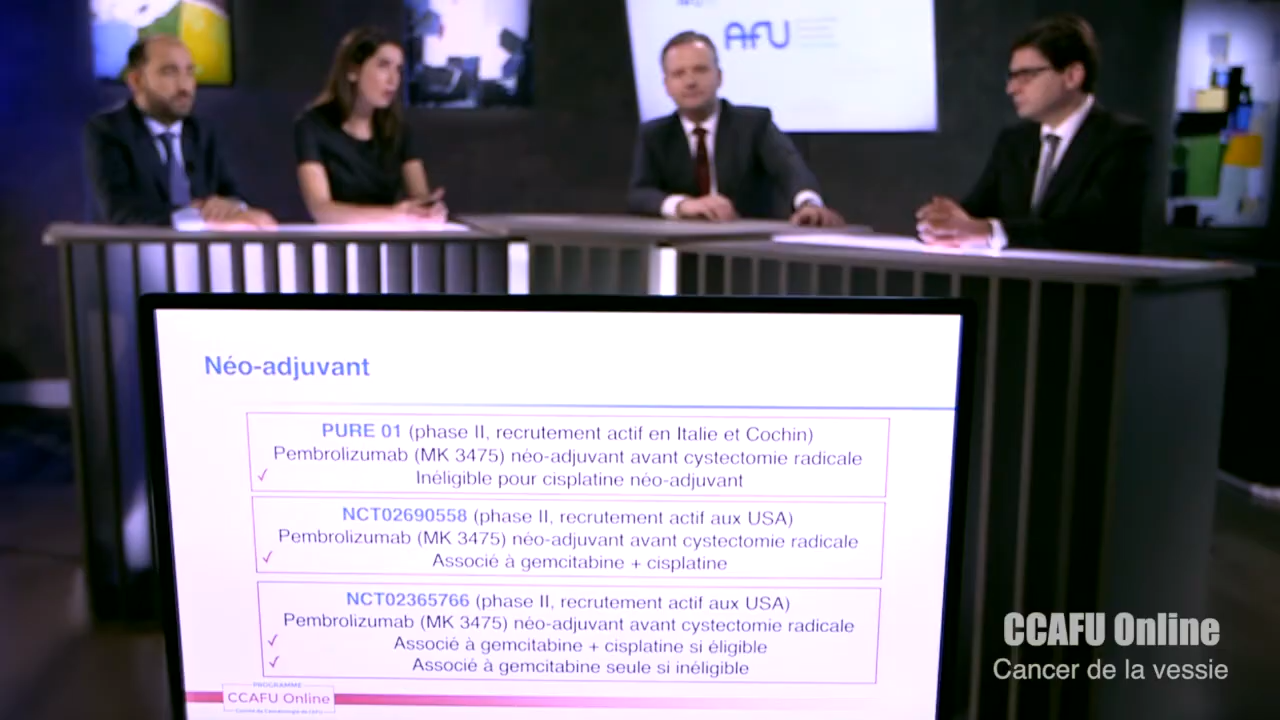 AFU
Néo-adjuvant
PURE 01 (phase II, recrutement actif en Italie et Cochin)
Pembrolizumab (MK 3475) néo-adjuvant avant cystectomie radicale
✓ Inéligible pour cisplatine néo-adjuvant
NCT02690558 (phase II, recrutement actif aux USA)
Pembrolizumab (MK 3475) néo-adjuvant avant cystectomie radicale
✓ Associé à gemcitabine + cisplatine
NCT02365766 (phase II, recrutement actif aux USA)
Pembrolizumab (MK 3475) néo-adjuvant avant cystectomie radicale
✓ Associé à gemcitabine + cisplatine si éligible
✓ Associé à gemcitabine seule si inéligible
PROGRAMME
CCAFU Online
CCAFU Online
Cancer de la vessie